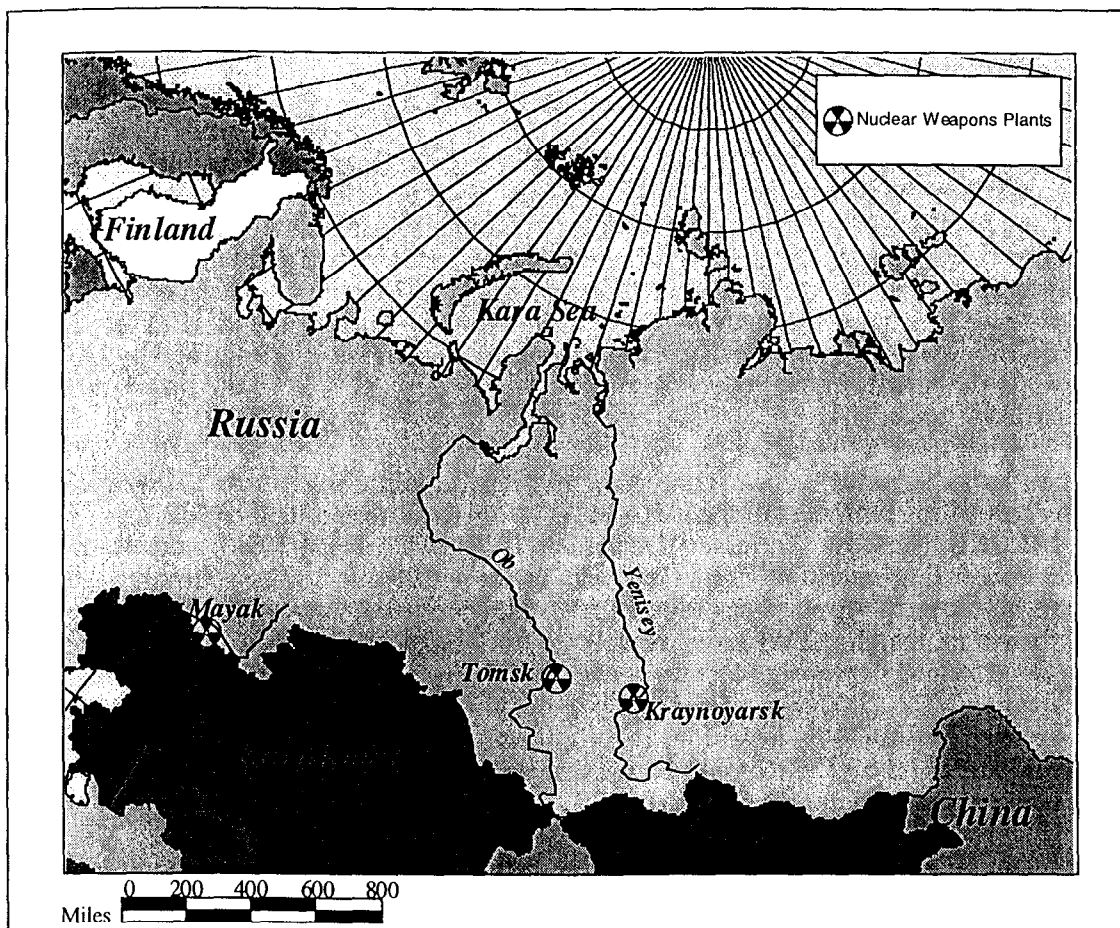 Nuclear Weapons Plants
Finland
Kara Sea
Russia
Ob
Yenisey
Mayak
Tomsk
Kraynoyarsk
China
0 200 400 600 800
Miles